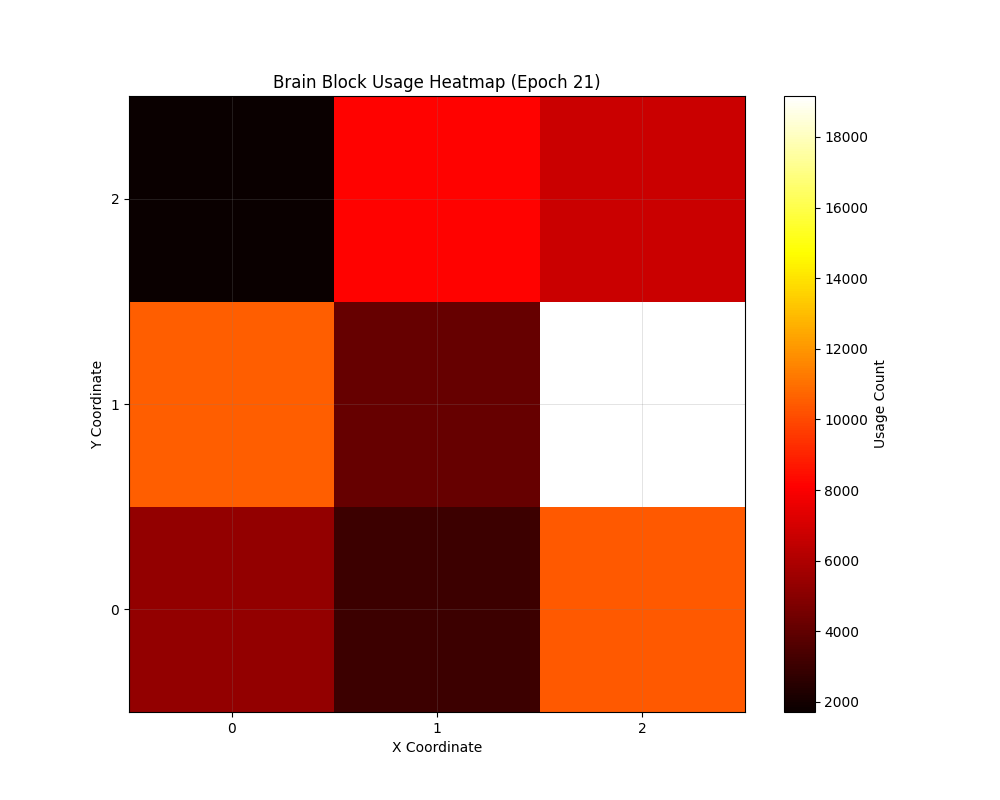 Brain Block Usage Heatmap (Epoch 21)
2
1
0
Y Coordinate
0 1 2
X Coordinate
18000
16000
14000
12000
10000
8000
6000
4000
2000
Usage Count